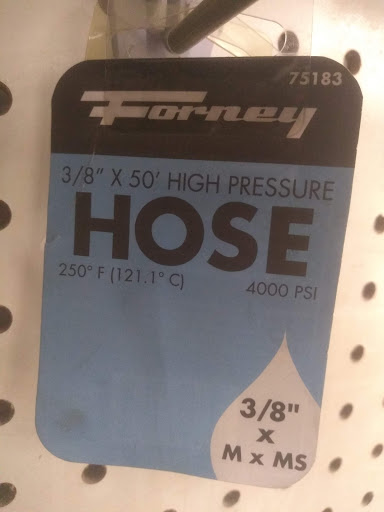 75183
Forney
3/8" X 50' HIGH PRESSURE
HOSE
250° F (121.1° C)
4000 PSI
3/8"
x
M x MS